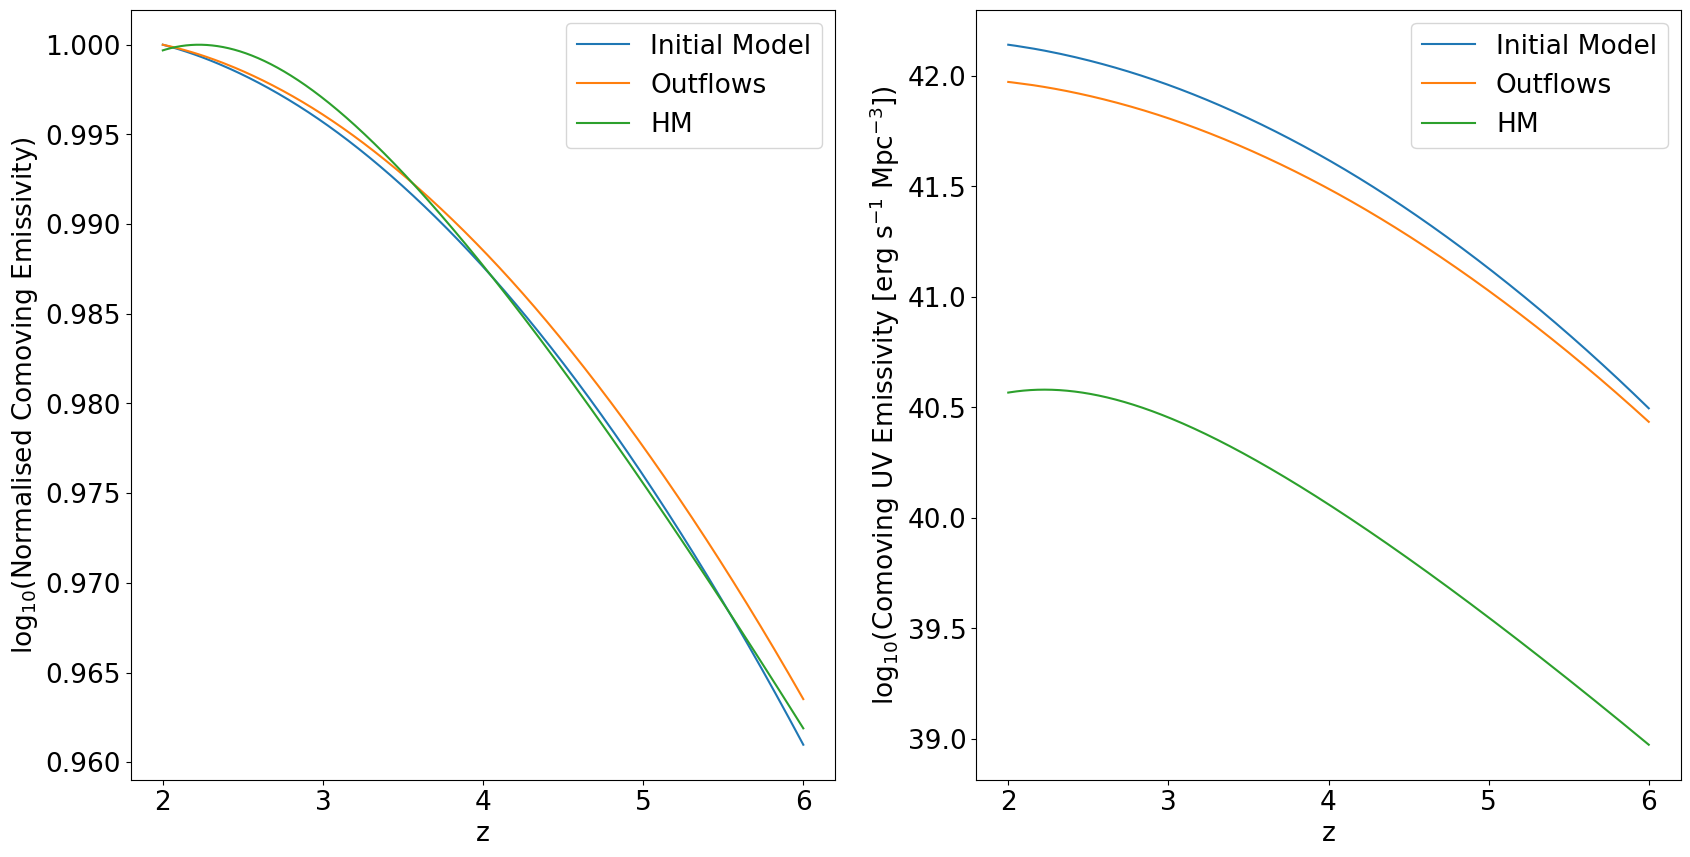 log₁₀(Normalised Comoving Emissivity)
1.000
0.995
0.990
0.985
0.980
0.975
0.970
0.965
0.960
2 3 4 5 6
z
Initial Model
Outflows
HM
log₁₀(Comoving UV Emissivity [erg s⁻¹ Mpc⁻³])
42.0
41.5
41.0
40.5
40.0
39.5
39.0
2 3 4 5 6
z
Initial Model
Outflows
HM